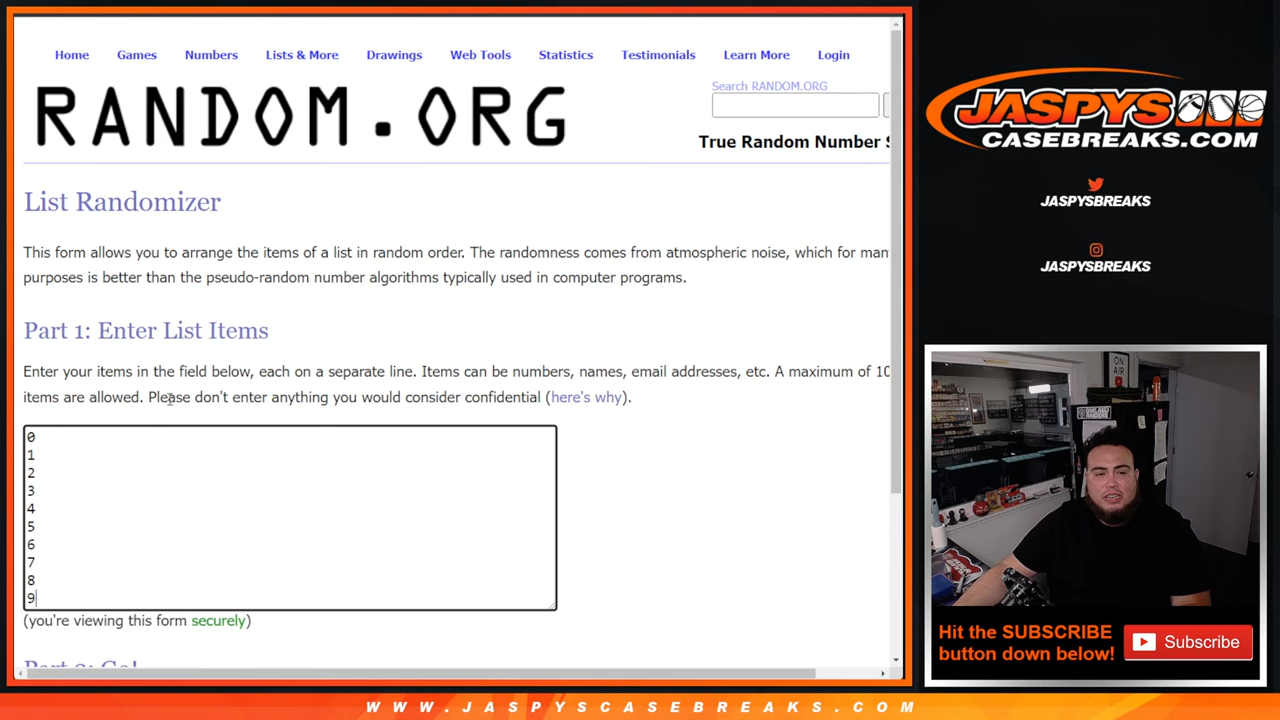 Home Games Numbers Lists & More Drawings Web Tools Statistics Testimonials Learn More Login
RANDOM.ORG
Search RANDOM.ORG
True Random Number S
List Randomizer
This form allows you to arrange the items of a list in random order. The randomness comes from atmospheric noise, which for man
purposes is better than the pseudo-random number algorithms typically used in computer programs.
Part 1: Enter List Items
Enter your items in the field below, each on a separate line. Items can be numbers, names, email addresses, etc. A maximum of 10
items are allowed. Please don't enter anything you would consider confidential (here's why).
0
1
2
3
4
5
6
7
8
9
(you're viewing this form securely)
Part 2: Go!
JASPYS
CASEBREAKS.COM
JASPYSBREAKS
JASPYSBREAKS
ON
AIR
Hit the SUBSCRIBE
button down below!
Subscribe
WWW.JASPYSCASEBREAKS.COM